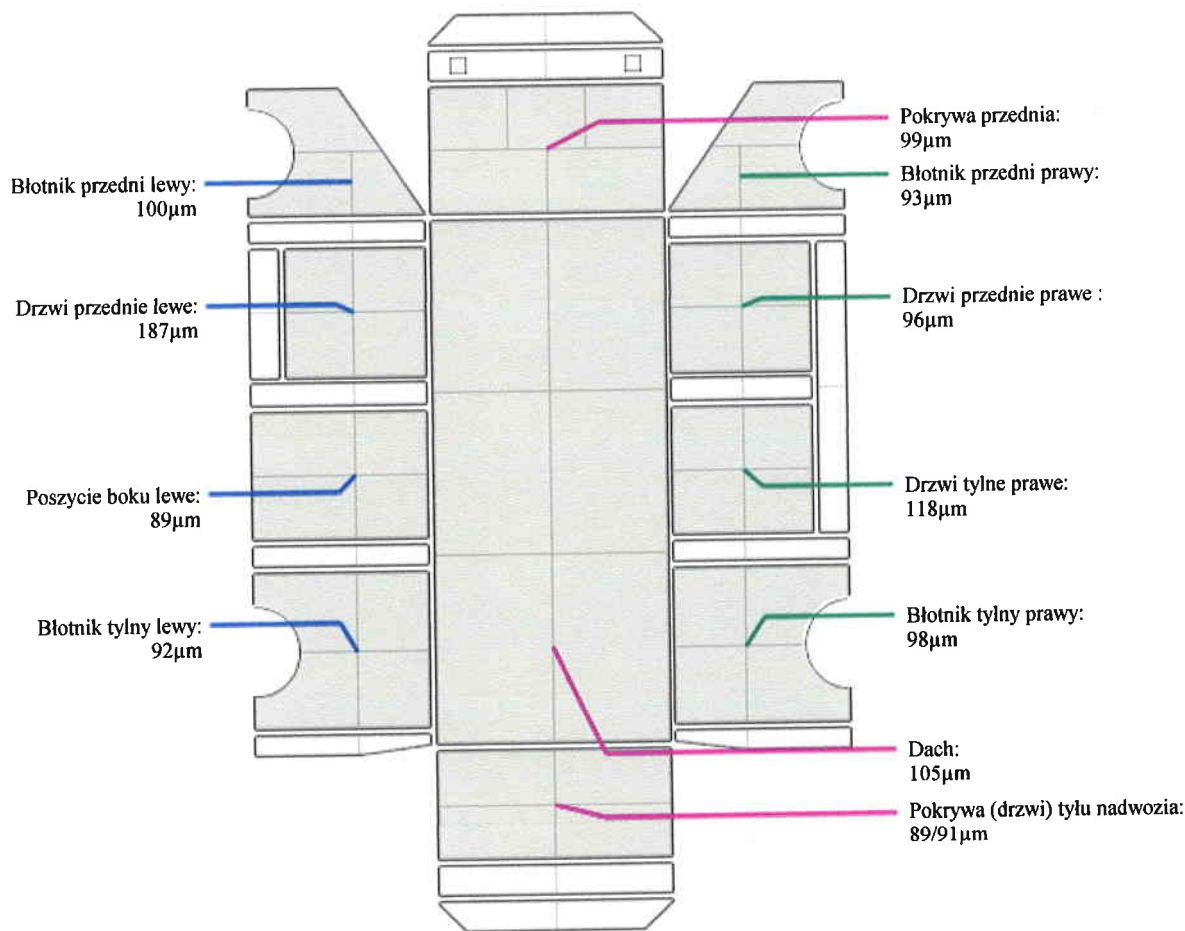 Pokrywa przednia:
99µm
Błotnik przedni lewy:
100µm
Błotnik przedni prawy:
93µm
Drzwi przednie lewe:
187µm
Drzwi przednie prawe :
96µm
Poszycie boku lewe:
89µm
Drzwi tylne prawe:
118µm
Błotnik tylny lewy:
92µm
Błotnik tylny prawy:
98µm
Dach:
105µm
Pokrywa (drzwi) tyłu nadwozia:
89/91µm